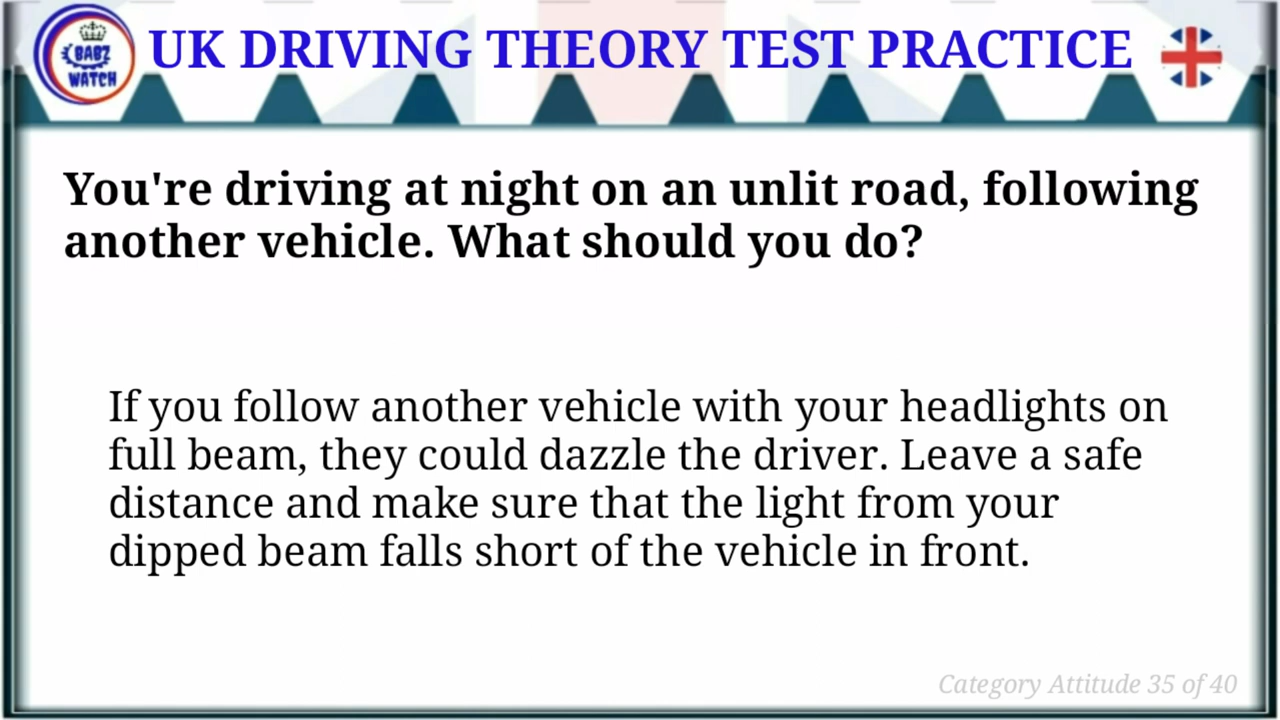 BABZ
WATCH
UK DRIVING THEORY TEST PRACTICE
You're driving at night on an unlit road, following
another vehicle. What should you do?
If you follow another vehicle with your headlights on
full beam, they could dazzle the driver. Leave a safe
distance and make sure that the light from your
dipped beam falls short of the vehicle in front.
Category Attitude 35 of 40